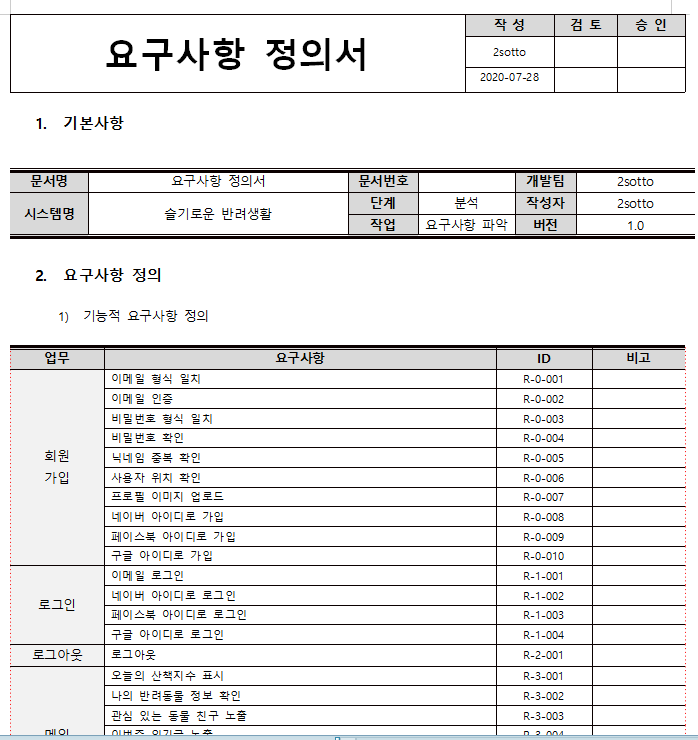 요구사항 정의서
작 성 검 토 승 인
2sotto
2020-07-28
1. 기본사항
문서명 요구사항 정의서 문서번호 개발팀 2sotto
시스템명 슬기로운 반려생활 단계 분석 작성자 2sotto
작업 요구사항 파악 버전 1.0
2. 요구사항 정의
1) 기능적 요구사항 정의
업무 요구사항 ID 비고
회원 가입
이메일 형식 일치 R-0-001
이메일 인증 R-0-002
비밀번호 형식 일치 R-0-003
비밀번호 확인 R-0-004
닉네임 중복 확인 R-0-005
사용자 위치 확인 R-0-006
프로필 이미지 업로드 R-0-007
네이버 아이디로 가입 R-0-008
페이스북 아이디로 가입 R-0-009
구글 아이디로 가입 R-0-010
로그인
이메일 로그인 R-1-001
네이버 아이디로 로그인 R-1-002
페이스북 아이디로 로그인 R-1-003
구글 아이디로 로그인 R-1-004
로그아웃 로그아웃 R-2-001
메인
오늘의 산책지수 표시 R-3-001
나의 반려동물 정보 확인 R-3-002
관심 있는 동물 친구 노출 R-3-003
이번주 인기글 노출 R-3-004